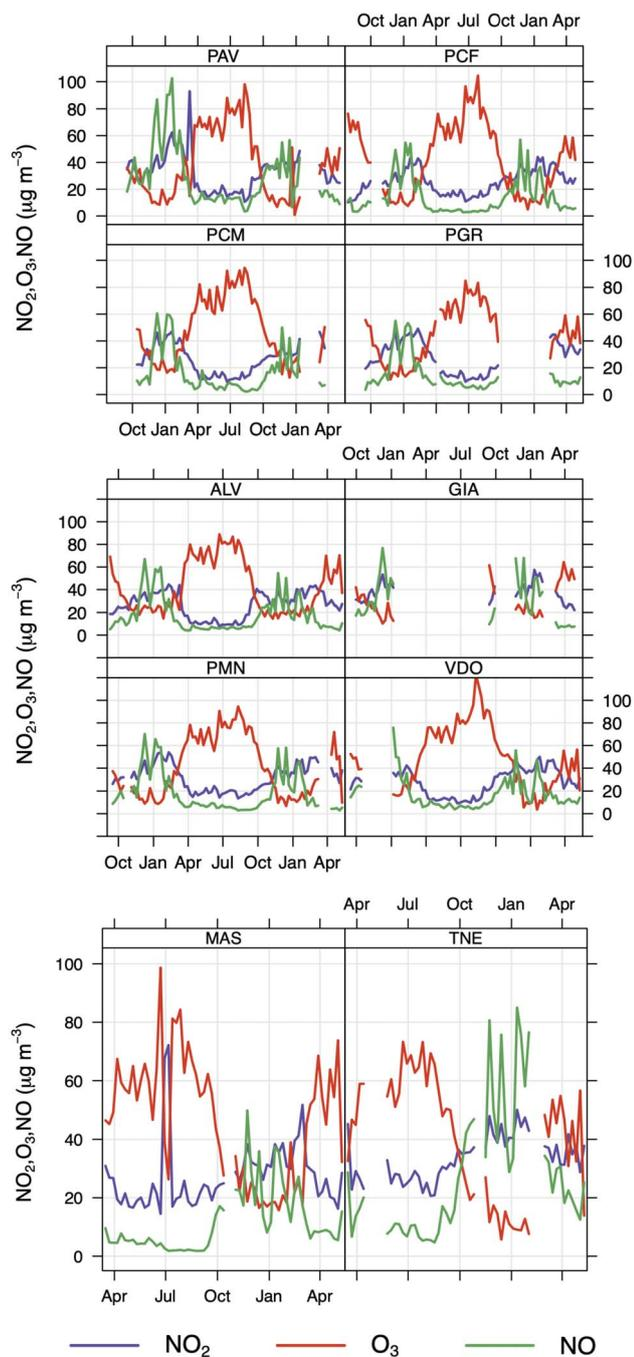 Oct Jan Apr Jul Oct Jan Apr
PAV PCF
100
80
60
40
20
0
NO₂,O₃,NO (μg m⁻³)
PCM PGR
100
80
60
40
20
0
Oct Jan Apr Jul Oct Jan Apr
Oct Jan Apr Jul Oct Jan Apr
ALV GIA
100
80
60
40
20
0
NO₂,O₃,NO (μg m⁻³)
PMN VDO
100
80
60
40
20
0
Oct Jan Apr Jul Oct Jan Apr
Apr Jul Oct Jan Apr
MAS TNE
100
80
60
40
20
0
NO₂,O₃,NO (μg m⁻³)
Apr Jul Oct Jan Apr
NO₂ O₃ NO